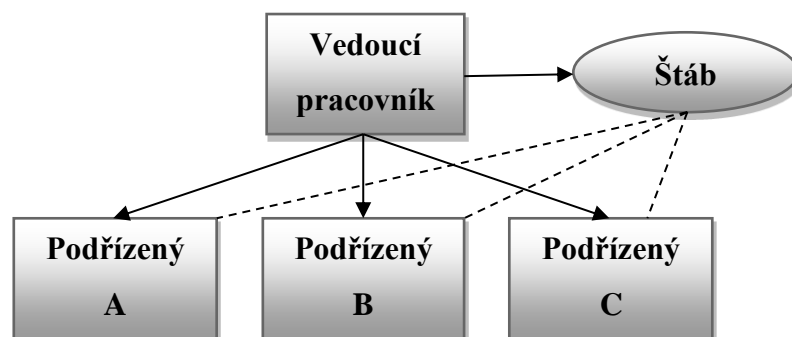 Vedoucí
pracovník
Štáb
Podřízený
A
Podřízený
B
Podřízený
C